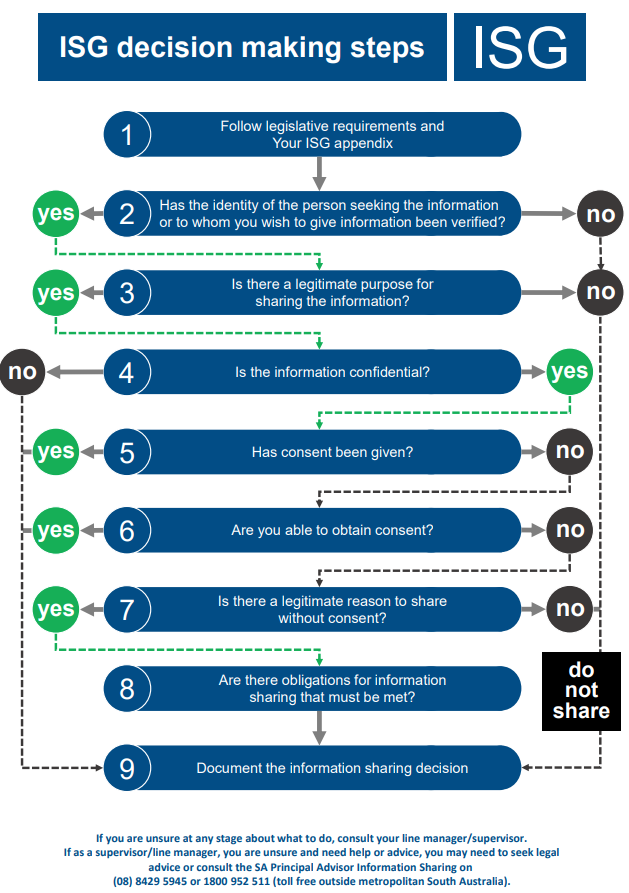 ISG decision making steps
ISG
1
Follow legislative requirements and
Your ISG appendix
yes
2
Has the identity of the person seeking the information
or to whom you wish to give information been verified?
no
yes
3
Is there a legitimate purpose for
sharing the information?
no
no
4
Is the information confidential?
yes
yes
5
Has consent been given?
no
yes
6
Are you able to obtain consent?
no
yes
7
Is there a legitimate reason to share
without consent?
no
8
Are there obligations for information
sharing that must be met?
do
not
share
9
Document the information sharing decision
If you are unsure at any stage about what to do, consult your line manager/supervisor.
If as a supervisor/line manager, you are unsure and need help or advice, you may need to seek legal
advice or consult the SA Principal Advisor Information Sharing on
(08) 8429 5945 or 1800 952 511 (toll free outside metropolitan South Australia).